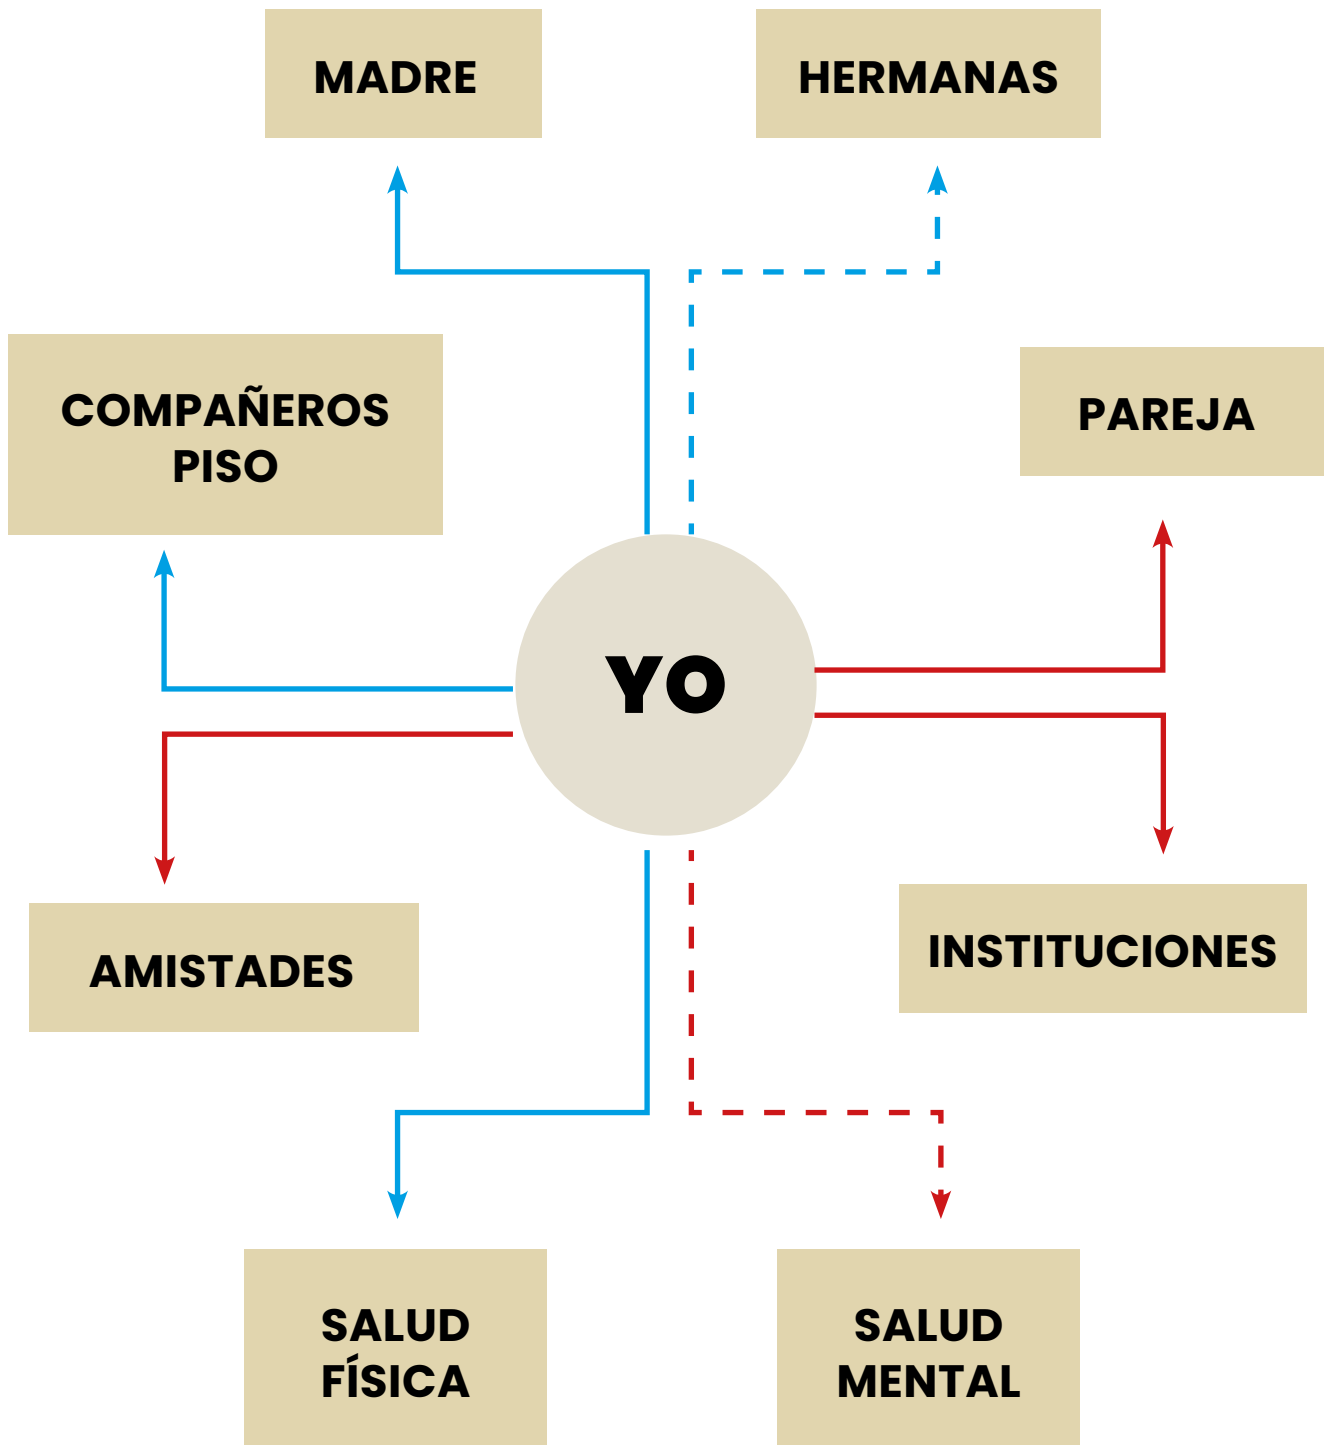 MADRE
HERMANAS
COMPAÑEROS
PISO
PAREJA
YO
AMISTADES
INSTITUCIONES
SALUD
FÍSICA
SALUD
MENTAL